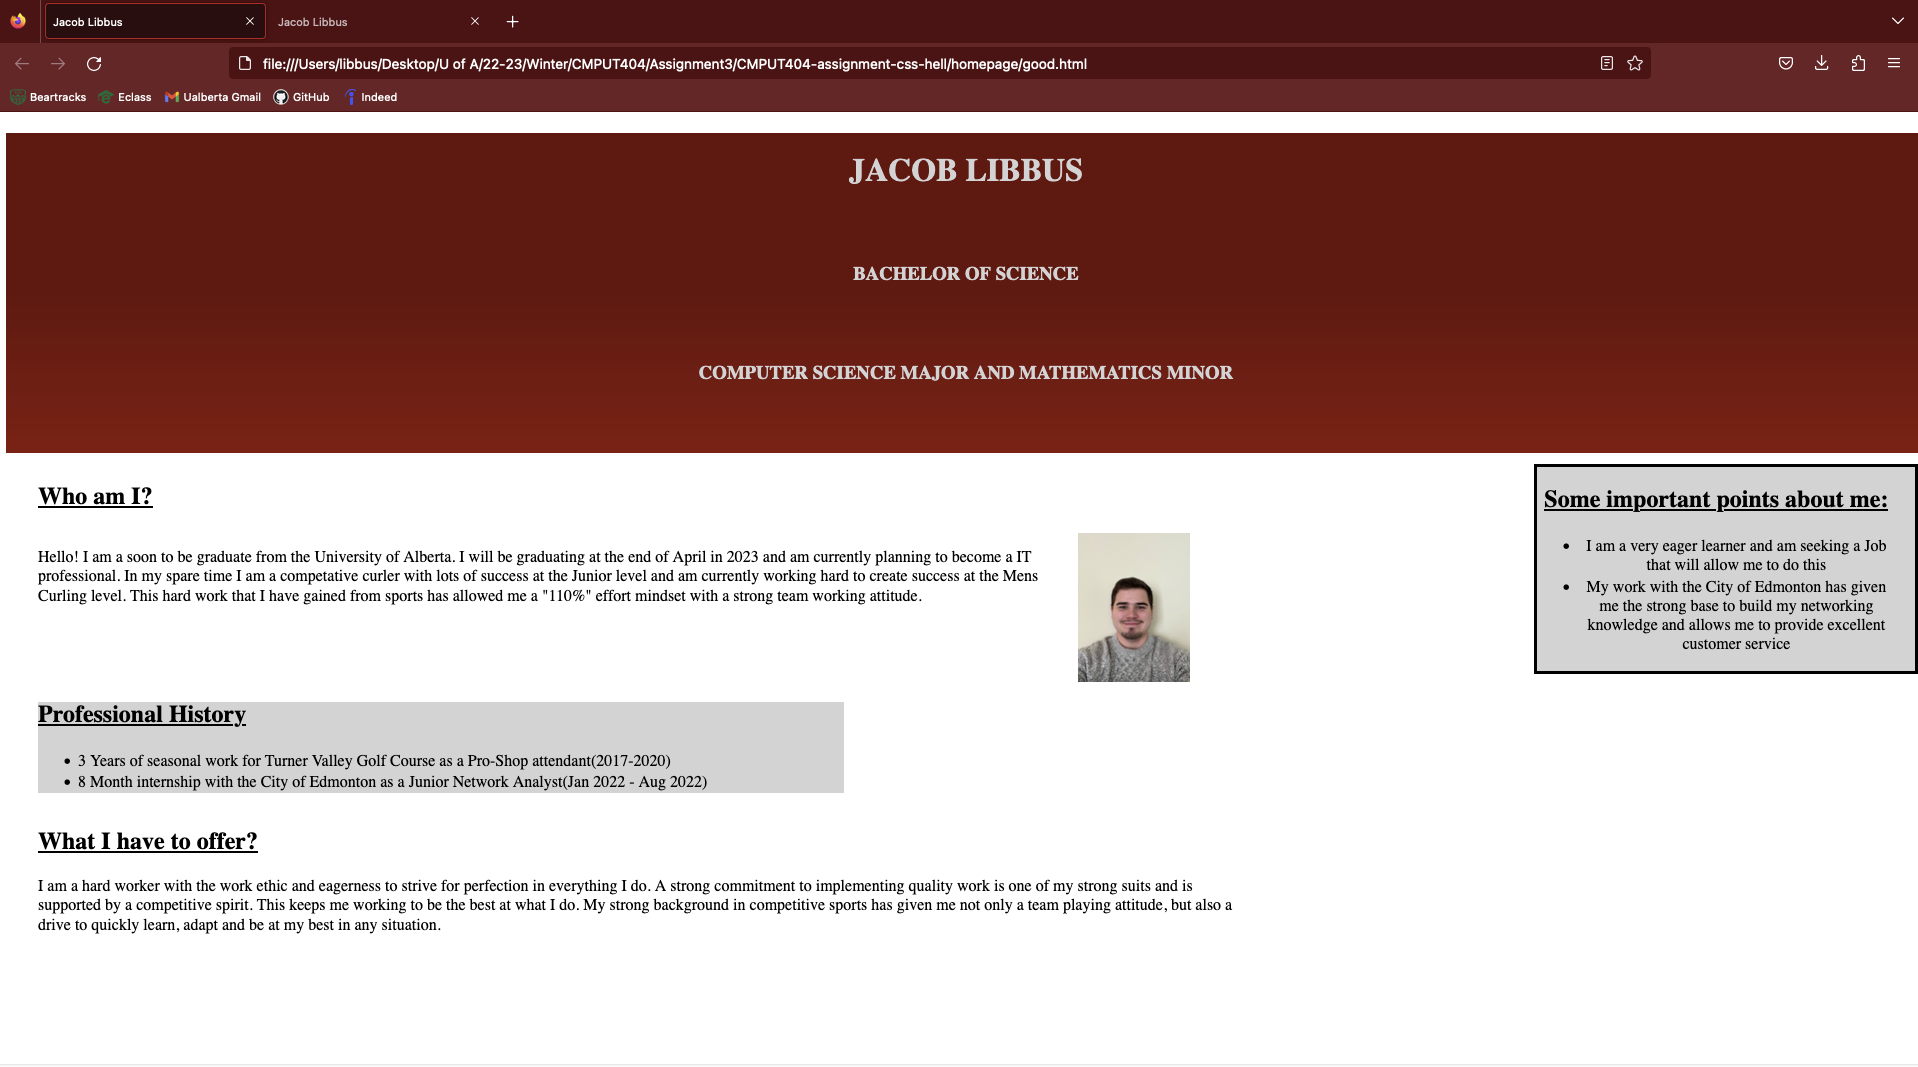 Jacob Libbus
Jacob Libbus
file:///Users/libbus/Desktop/U of A/22-23/Winter/CMPUT404/Assignment3/CMPUT404-assignment-css-hell/homepage/good.html
Beartracks Eclass Ualberta Gmail GitHub Indeed
JACOB LIBBUS
BACHELOR OF SCIENCE
COMPUTER SCIENCE MAJOR AND MATHEMATICS MINOR
Who am I?
Hello! I am a soon to be graduate from the University of Alberta. I will be graduating at the end of April in 2023 and am currently planning to become a IT
professional. In my spare time I am a competative curler with lots of success at the Junior level and am currently working hard to create success at the Mens
Curling level. This hard work that I have gained from sports has allowed me a "110%" effort mindset with a strong team working attitude.
Some important points about me:
• I am a very eager learner and am seeking a Job
that will allow me to do this
• My work with the City of Edmonton has given
me the strong base to build my networking
knowledge and allows me to provide excellent
customer service
Professional History
• 3 Years of seasonal work for Turner Valley Golf Course as a Pro-Shop attendant(2017-2020)
• 8 Month internship with the City of Edmonton as a Junior Network Analyst(Jan 2022 - Aug 2022)
What I have to offer?
I am a hard worker with the work ethic and eagerness to strive for perfection in everything I do. A strong commitment to implementing quality work is one of my strong suits and is
supported by a competitive spirit. This keeps me working to be the best at what I do. My strong background in competitive sports has given me not only a team playing attitude, but also a
drive to quickly learn, adapt and be at my best in any situation.